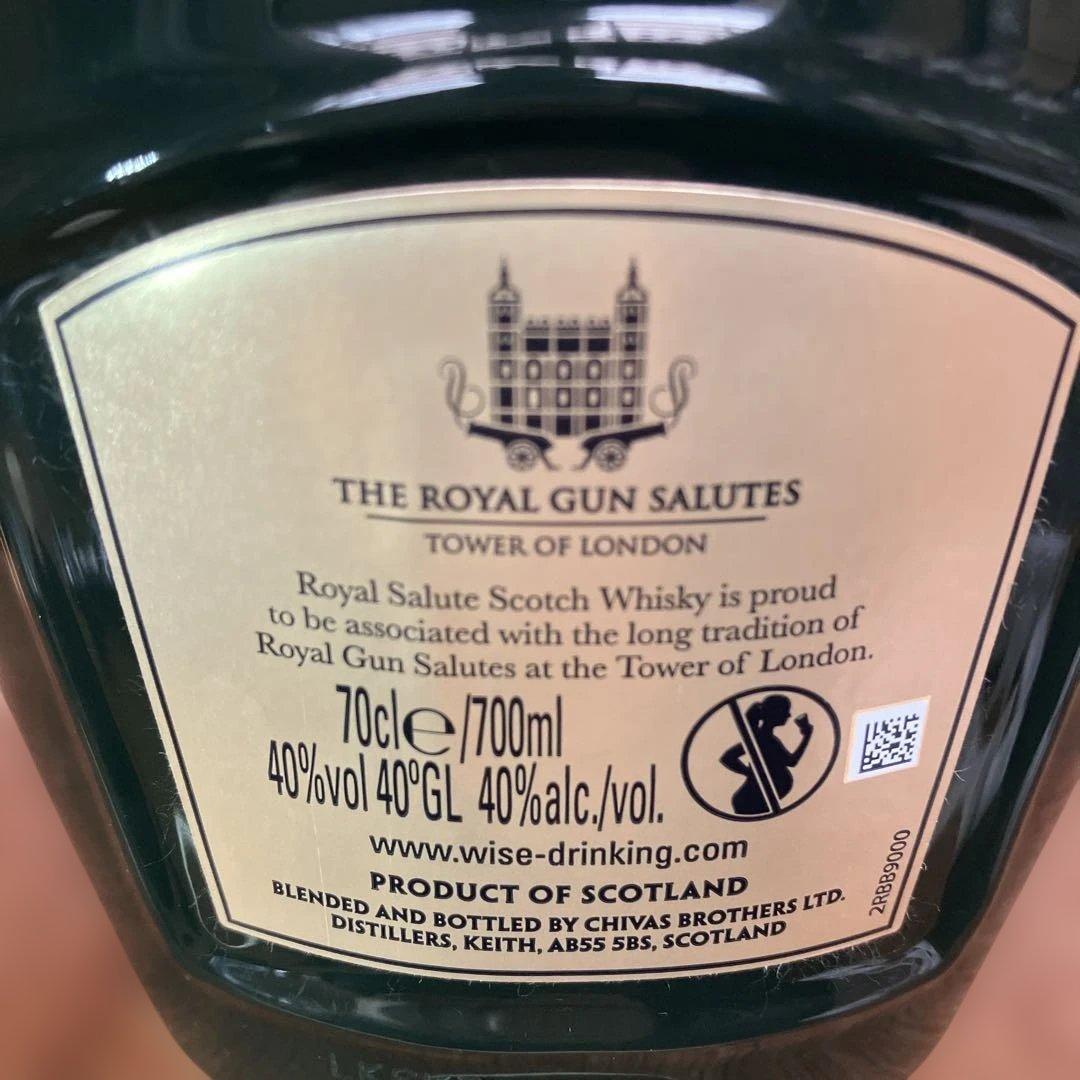 THE ROYAL GUN SALUTES
TOWER OF LONDON
Royal Salute Scotch Whisky is proud
to be associated with the long tradition of
Royal Gun Salutes at the Tower of London.
70cl℮/700ml
40%vol 40ºGL 40%alc./vol.
www.wise-drinking.com
PRODUCT OF SCOTLAND
BLENDED AND BOTTLED BY CHIVAS BROTHERS LTD.
DISTILLERS, KEITH, AB55 5BS, SCOTLAND
2RBB9000